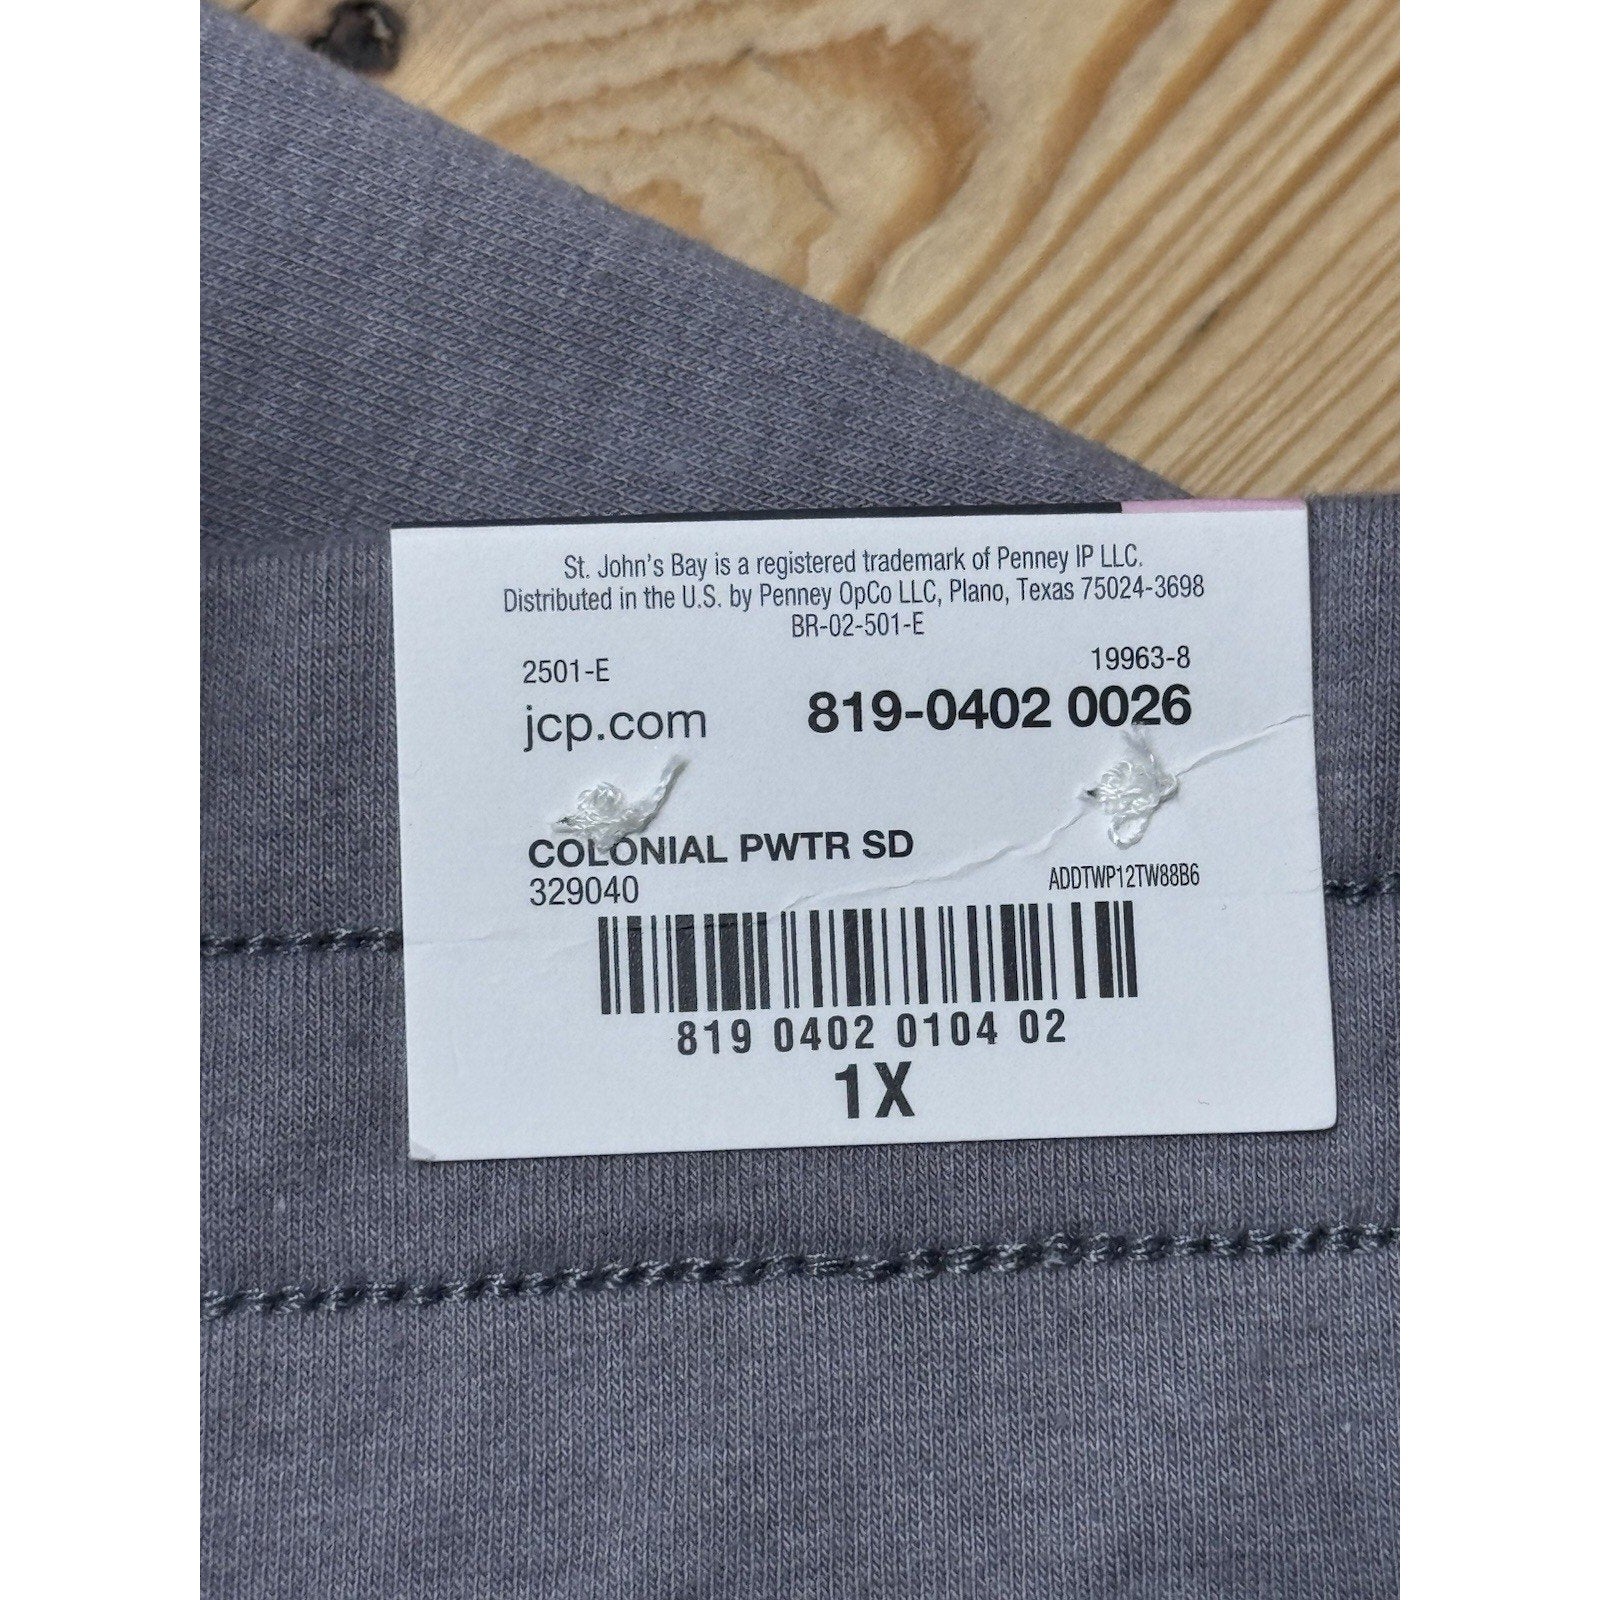 St. John's Bay is a registered trademark of Penney IP LLC.
Distributed in the U.S. by Penney OpCo LLC, Plano, Texas 75024-3698
BR-02-501-E
2501-E 19963-8
jcp.com 819-0402 0026
COLONIAL PWTR SD
329040 ADDTWP12TW88B6
819 0402 0104 02
1X